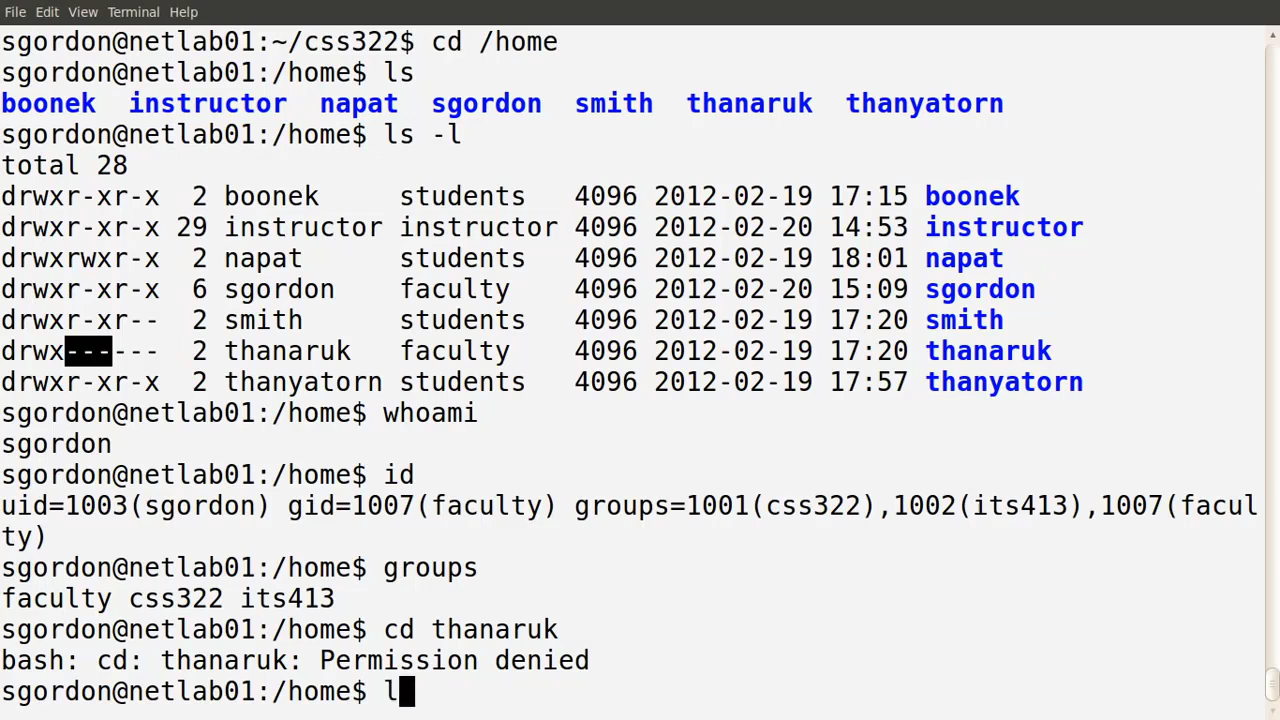 File Edit View Terminal Help
sgordon@netlab01:~/css322$ cd /home
sgordon@netlab01:/home$ ls
boonek  instructor  napat  sgordon  smith  thanaruk  thanyatorn
sgordon@netlab01:/home$ ls -l
total 28
drwxr-xr-x  2 boonek     students   4096 2012-02-19 17:15 boonek
drwxr-xr-x 29 instructor instructor 4096 2012-02-20 14:53 instructor
drwxrwxr-x  2 napat      students   4096 2012-02-19 18:01 napat
drwxr-xr-x  6 sgordon    faculty    4096 2012-02-20 15:09 sgordon
drwxr-xr--  2 smith      students   4096 2012-02-19 17:20 smith
drwx------  2 thanaruk   faculty    4096 2012-02-19 17:20 thanaruk
drwxr-xr-x  2 thanyatorn students   4096 2012-02-19 17:57 thanyatorn
sgordon@netlab01:/home$ whoami
sgordon
sgordon@netlab01:/home$ id
uid=1003(sgordon) gid=1007(faculty) groups=1001(css322),1002(its413),1007(facul
ty)
sgordon@netlab01:/home$ groups
faculty css322 its413
sgordon@netlab01:/home$ cd thanaruk
bash: cd: thanaruk: Permission denied
sgordon@netlab01:/home$ l